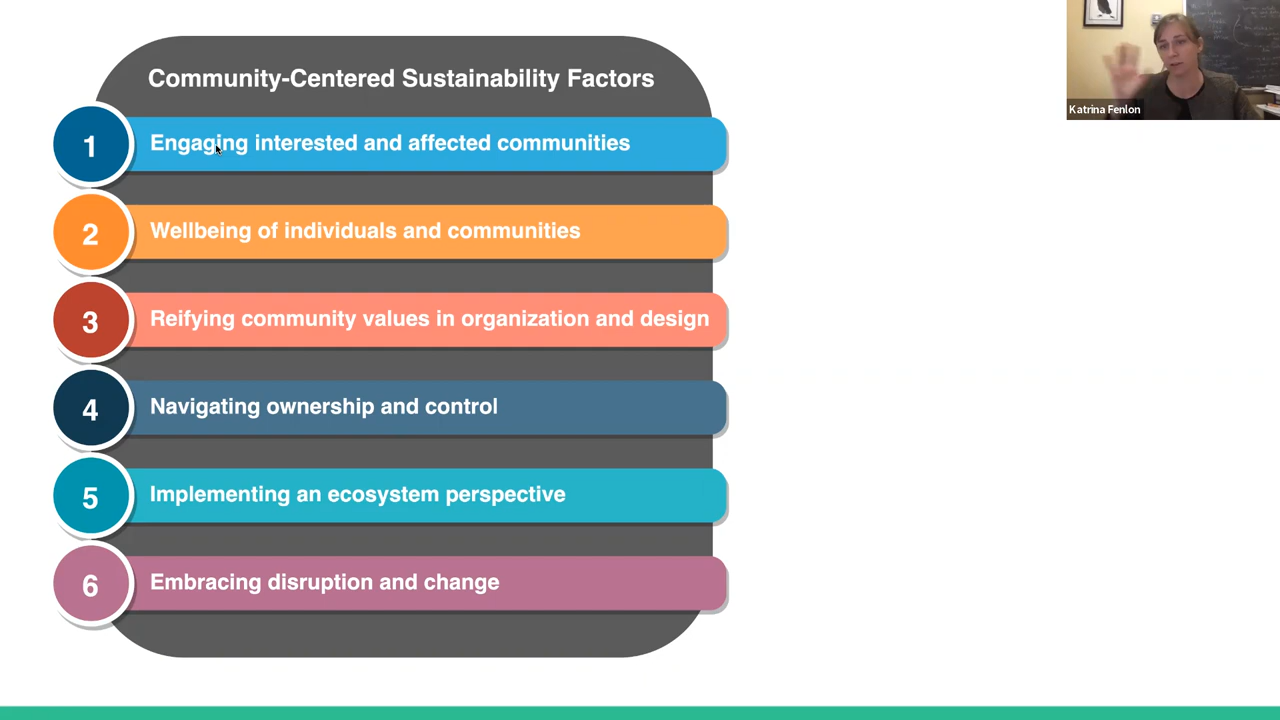 Community-Centered Sustainability Factors
1 Engaging interested and affected communities
2 Wellbeing of individuals and communities
3 Reifying community values in organization and design
4 Navigating ownership and control
5 Implementing an ecosystem perspective
6 Embracing disruption and change
Katrina Fenlon